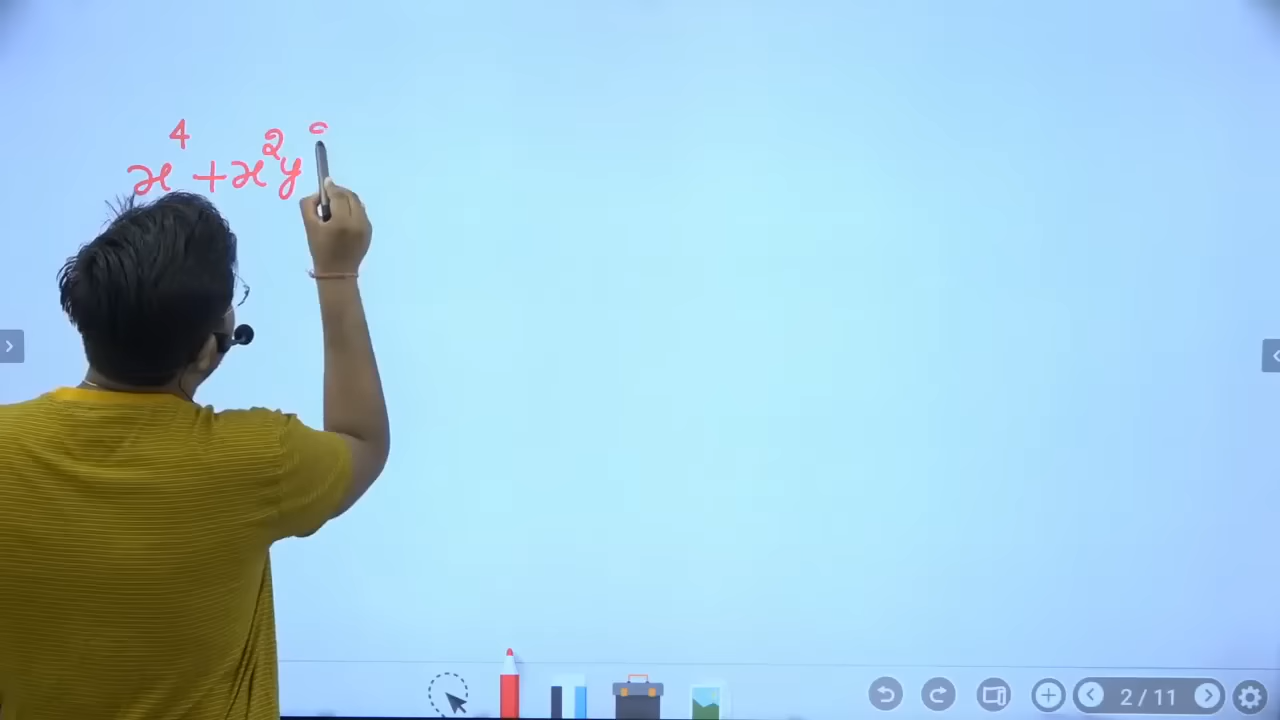 x⁴ + x²y
2 / 11